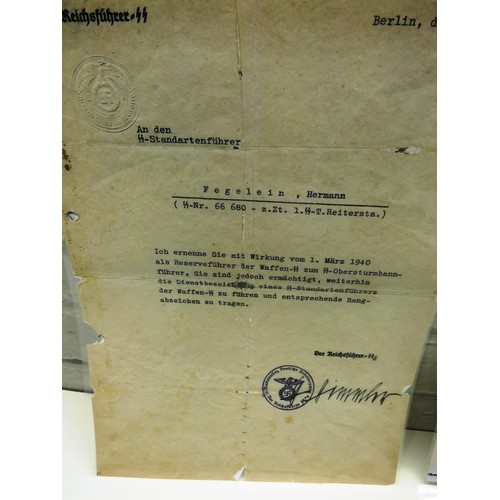 Reichsführer-SS
Berlin, d
An den
SS-Standartenführer
Fegelein , Hermann
( SS-Nr. 66 680 - z.Zt. 1.SS-T.Reitersta.)
Ich ernenne Sie mit Wirkung vom 1. März 1940
als Reserveführer der Waffen-SS zum SS-Obersturmbann-
führer. Sie sind jedoch ermächtigt, weiterhin
die Dienstbezeichnung eines SS-Standartenführers
der Waffen-SS zu führen und entsprechende Rang-
abzeichen zu tragen.
Der Reichsführer-SS